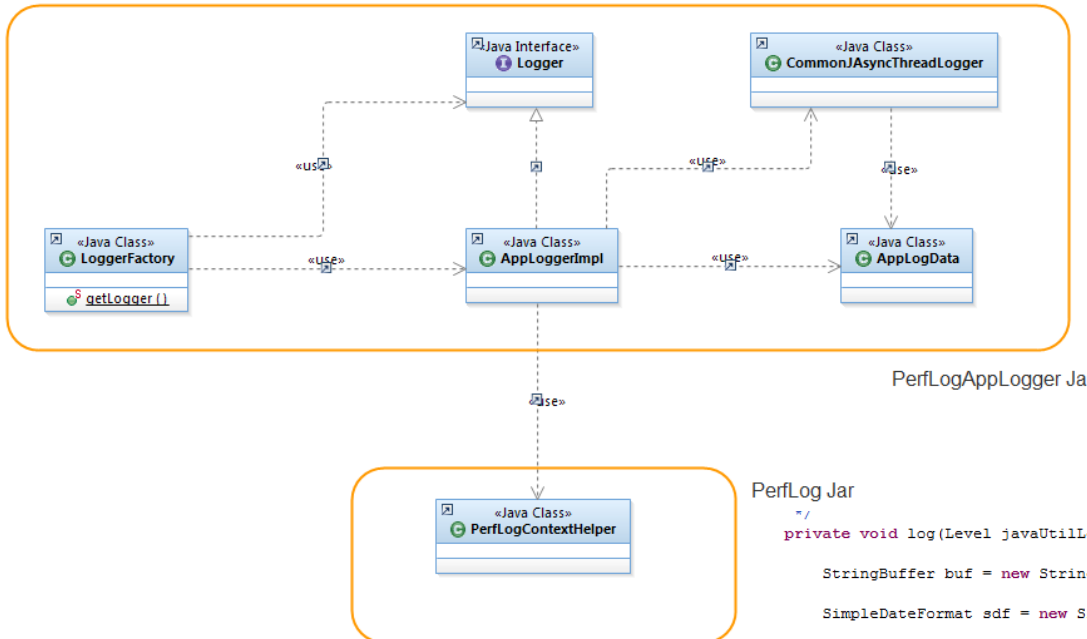 «Java Interface»
Logger
«Java Class»
CommonJAsyncThreadLogger
«use»
«use»
«use»
«Java Class»
LoggerFactory
getLogger ( )
«use»
«Java Class»
AppLoggerImpl
«use»
«Java Class»
AppLogData
PerfLogAppLogger Ja
«use»
PerfLog Jar
«Java Class»
PerfLogContextHelper
*/
private void log(Level javaUtilL
StringBuffer buf = new Strin
SimpleDateFormat sdf = new S